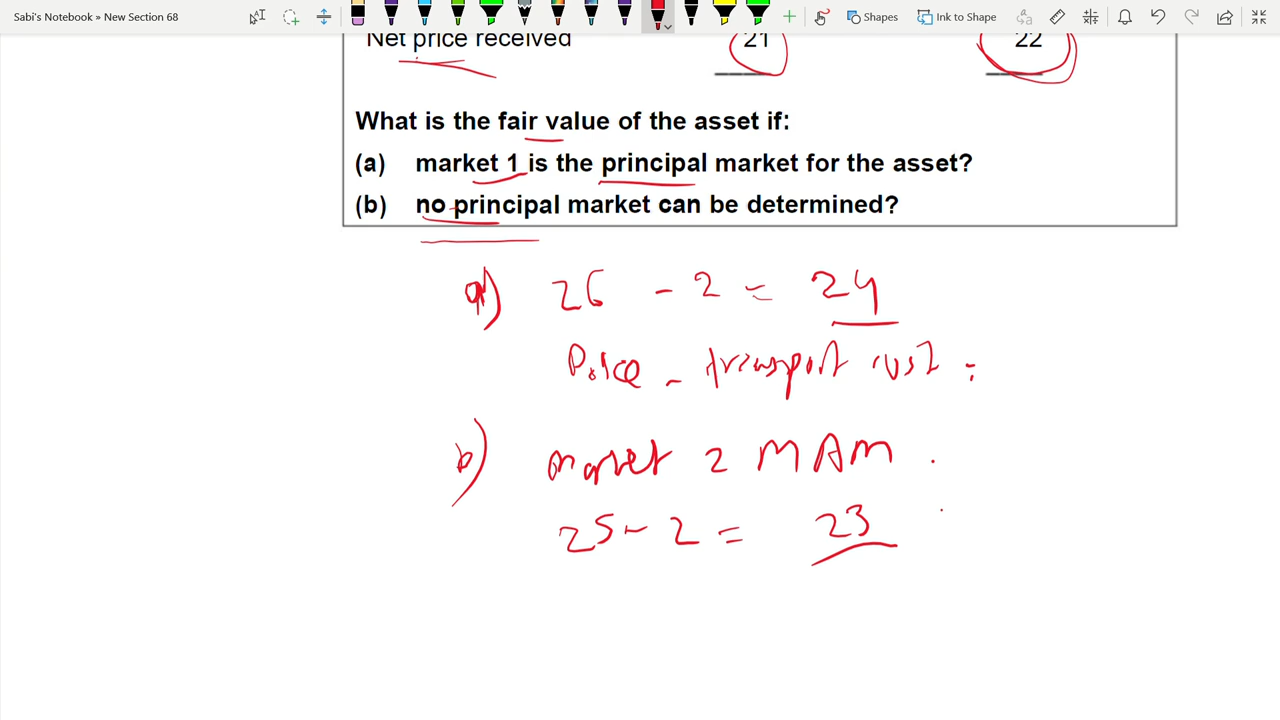 Sabi's Notebook » New Section 68
Shapes
Ink to Shape
Net price received 21 22
What is the fair value of the asset if:
(a) market 1 is the principal market for the asset?
(b) no principal market can be determined?
a) 26 - 2 = 24
Price - transport cost =
b) market 2 MAM.
25 - 2 = 23